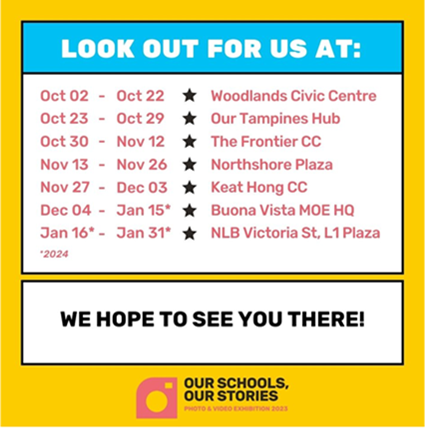 LOOK OUT FOR US AT:
Oct 02 - Oct 22 ★ Woodlands Civic Centre
Oct 23 - Oct 29 ★ Our Tampines Hub
Oct 30 - Nov 12 ★ The Frontier CC
Nov 13 - Nov 26 ★ Northshore Plaza
Nov 27 - Dec 03 ★ Keat Hong CC
Dec 04 - Jan 15* ★ Buona Vista MOE HQ
Jan 16* - Jan 31* ★ NLB Victoria St, L1 Plaza
*2024
WE HOPE TO SEE YOU THERE!
OUR SCHOOLS,
OUR STORIES
PHOTO & VIDEO EXHIBITION 2023